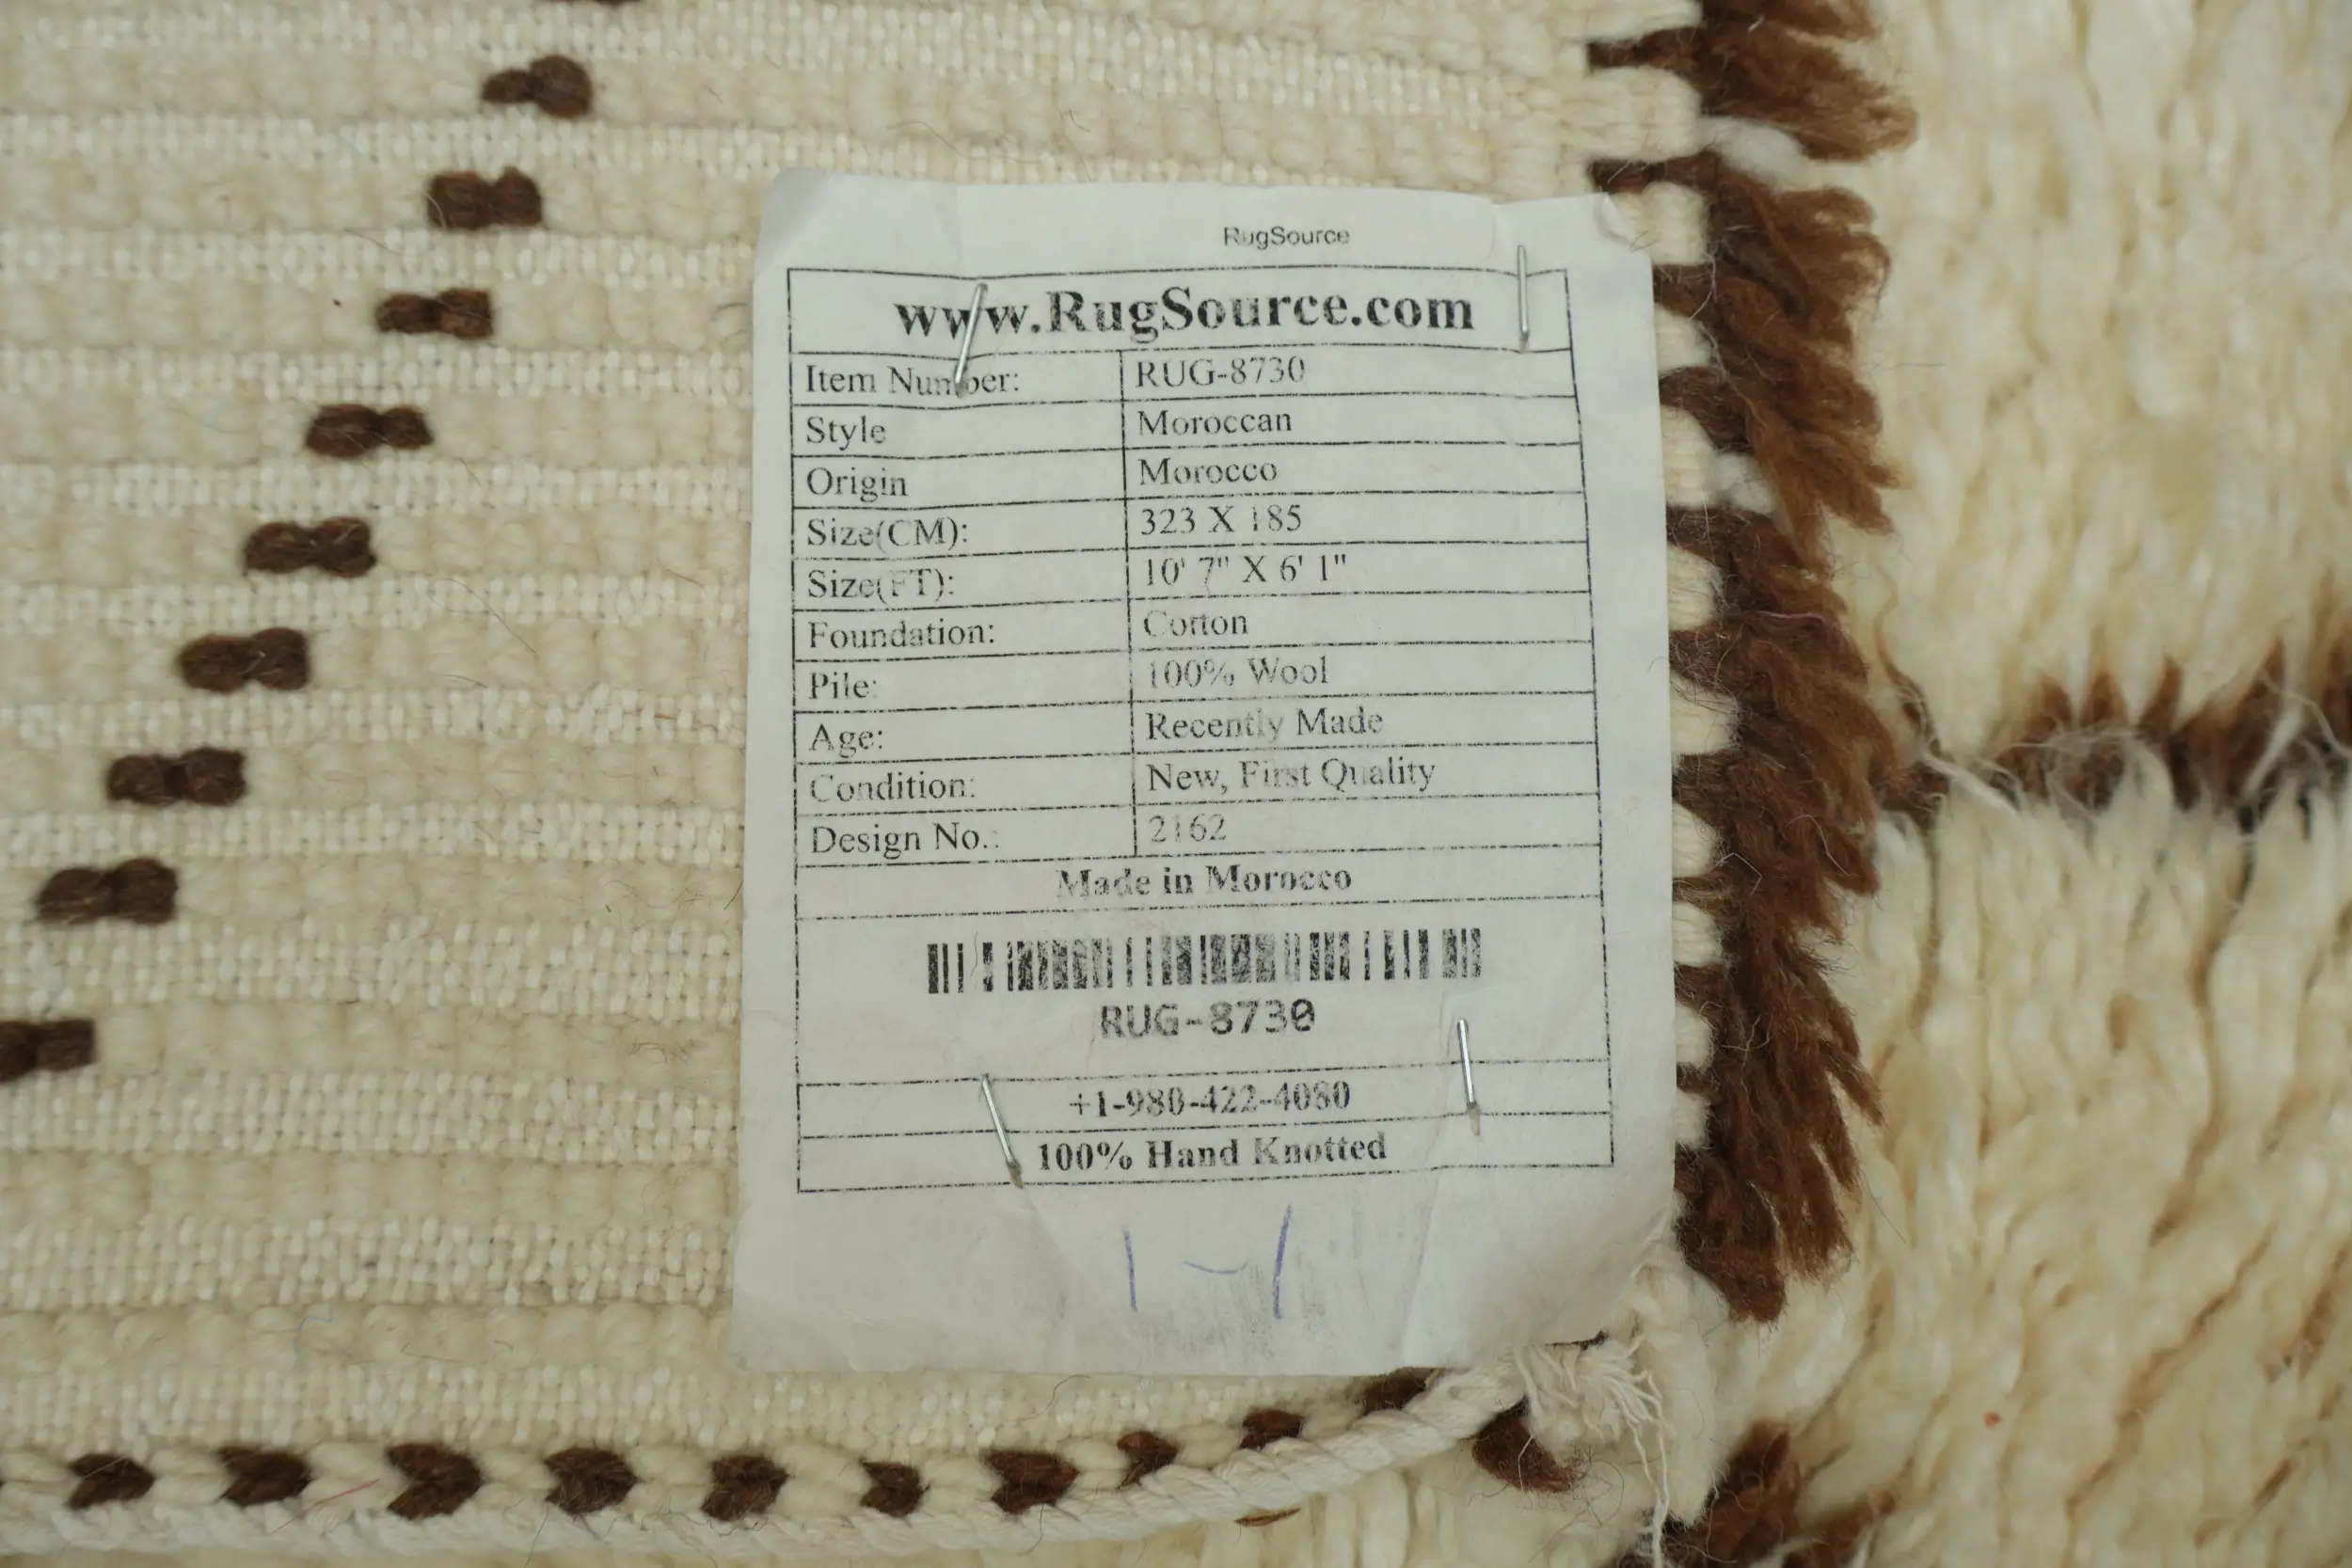 RugSource
www.RugSource.com
Item Number: RUG-8730
Style Moroccan
Origin Morocco
Size(CM): 323 X 185
Size(FT): 10' 7" X 6' 1"
Foundation: Cotton
Pile: 100% Wool
Age: Recently Made
Condition: New, First Quality
Design No.: 2162
Made in Morocco
RUG-8730
+1-980-422-4080
100% Hand Knotted
1-1